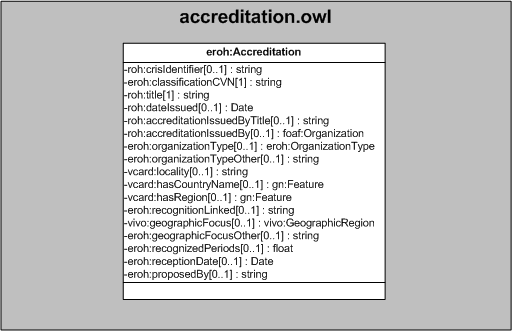 accreditation.owl
eroh:Accreditation
-roh:crisIdentifier[0..1] : string
-eroh:classificationCVN[1] : string
-roh:title[1] : string
-roh:dateIssued[0..1] : Date
-roh:accreditationIssuedByTitle[0..1] : string
-roh:accreditationIssuedBy[0..1] : foaf:Organization
-eroh:organizationType[0..1] : eroh:OrganizationType
-eroh:organizationTypeOther[0..1] : string
-vcard:locality[0..1] : string
-vcard:hasCountryName[0..1] : gn:Feature
-vcard:hasRegion[0..1] : gn:Feature
-eroh:recognitionLinked[0..1] : string
-vivo:geographicFocus[0..1] : vivo:GeographicRegion
-eroh:geographicFocusOther[0..1] : string
-eroh:recognizedPeriods[0..1] : float
-eroh:receptionDate[0..1] : Date
-eroh:proposedBy[0..1] : string